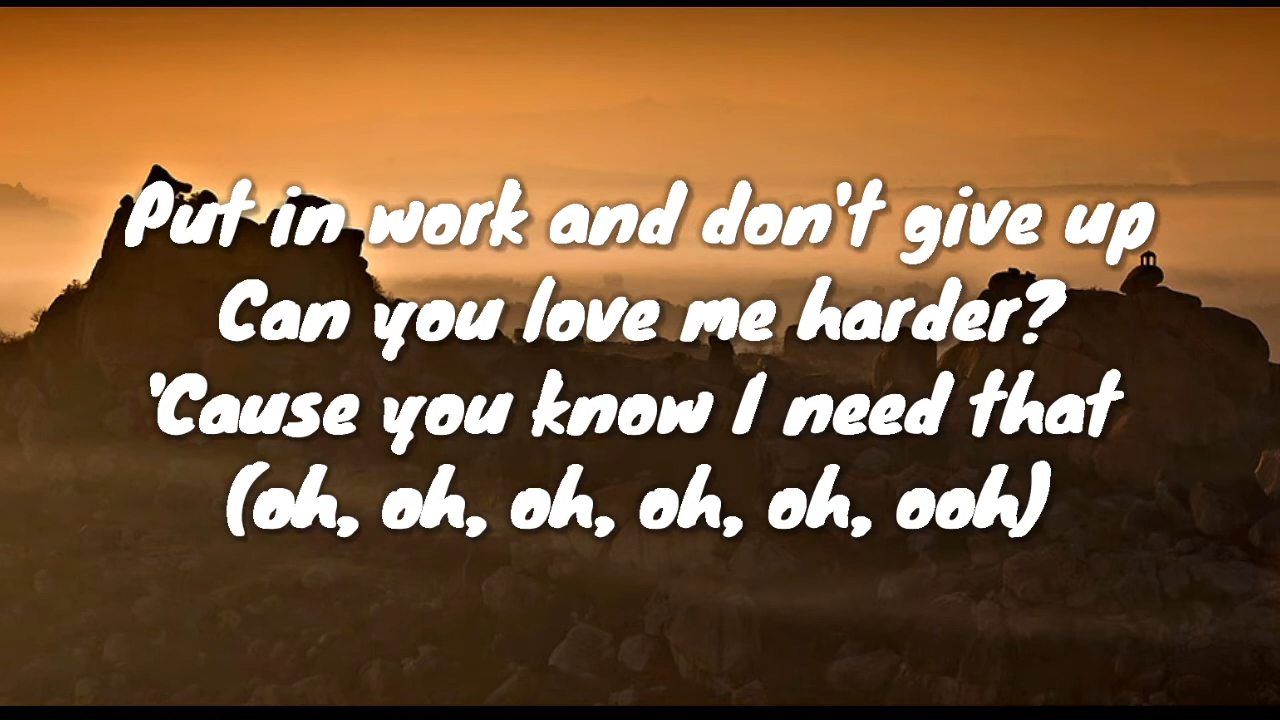 Put in work and don't give up
Can you love me harder?
'Cause you know I need that
(oh, oh, oh, oh, oh, ooh)